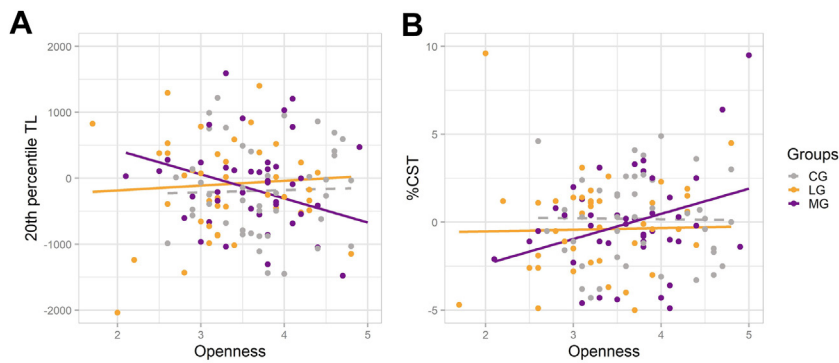 A
20th percentile TL
2000
1000
0
-1000
-2000
2
3
4
5
Openness
B
%CST
10
5
0
-5
2
3
4
5
Openness
Groups
CG
LG
MG